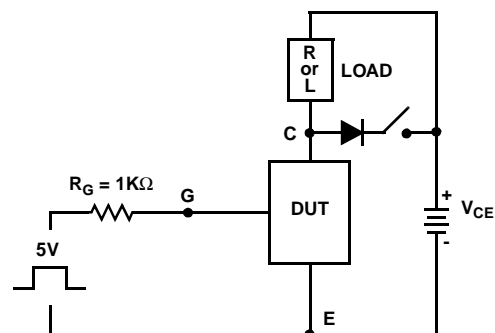 R
or
L
LOAD
C
R_G = 1KΩ
G
DUT
5V
+
V_CE
-
E